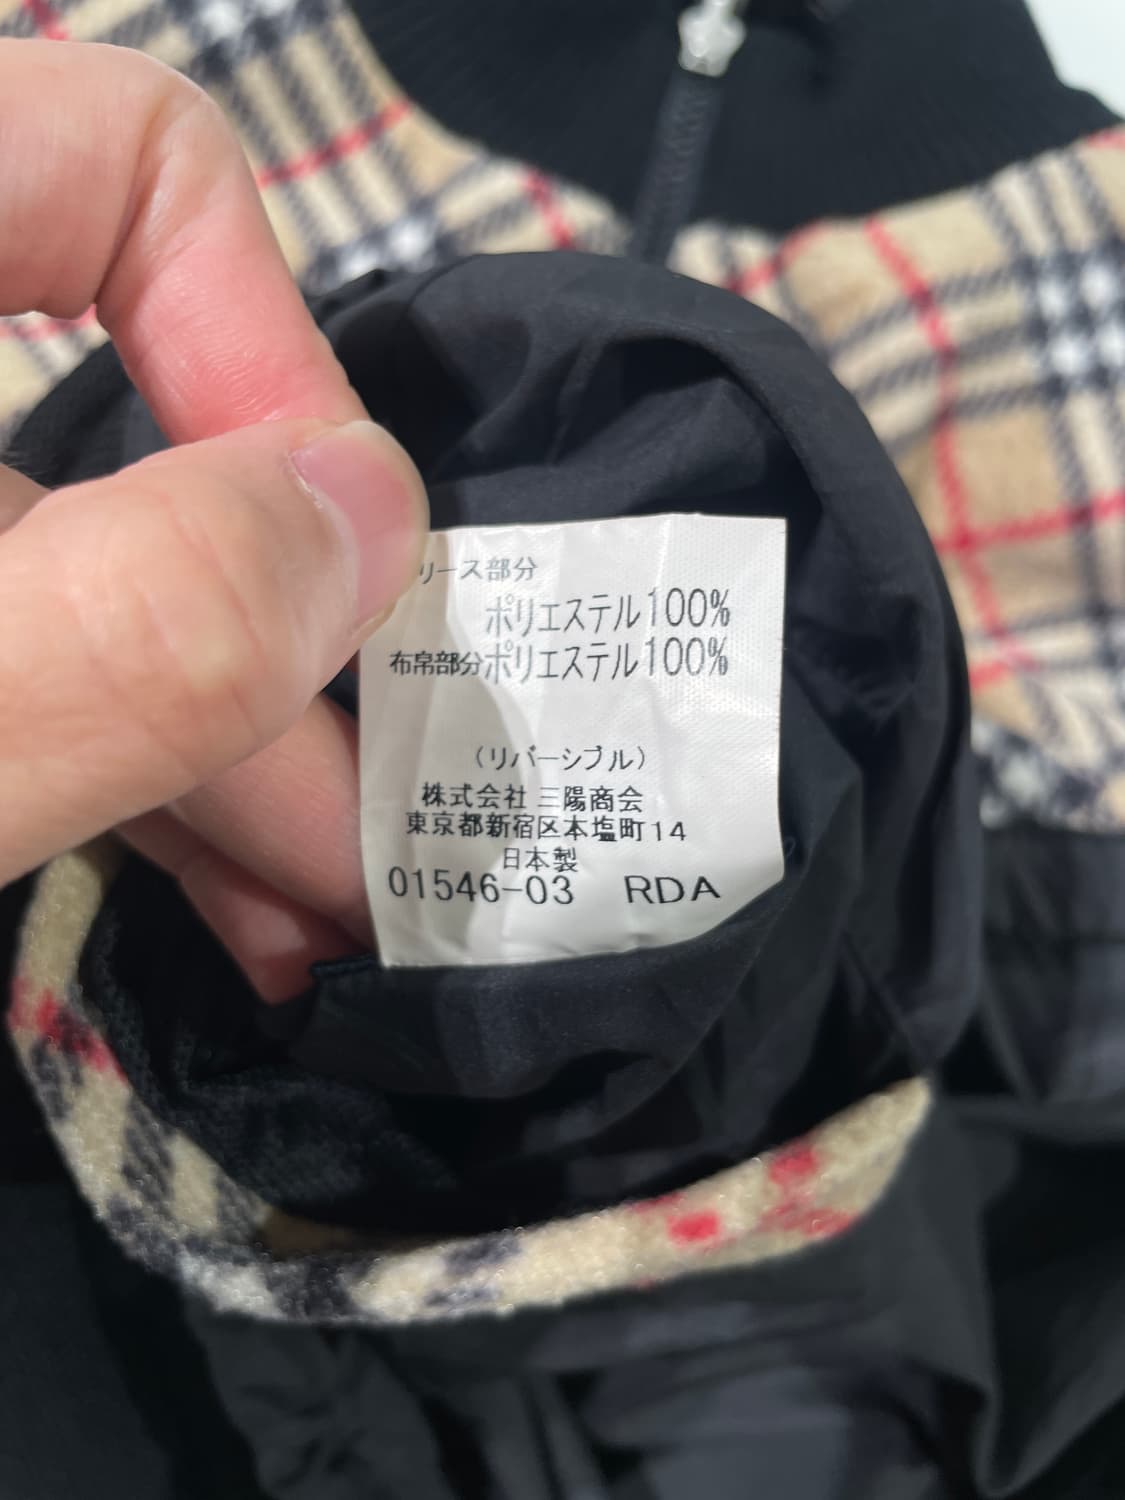 リース部分
ポリエステル100%
布帛部分ポリエステル100%
(リバーシブル)
株式会社 三陽商会
東京都新宿区本塩町14
日本製
01546-03 RDA